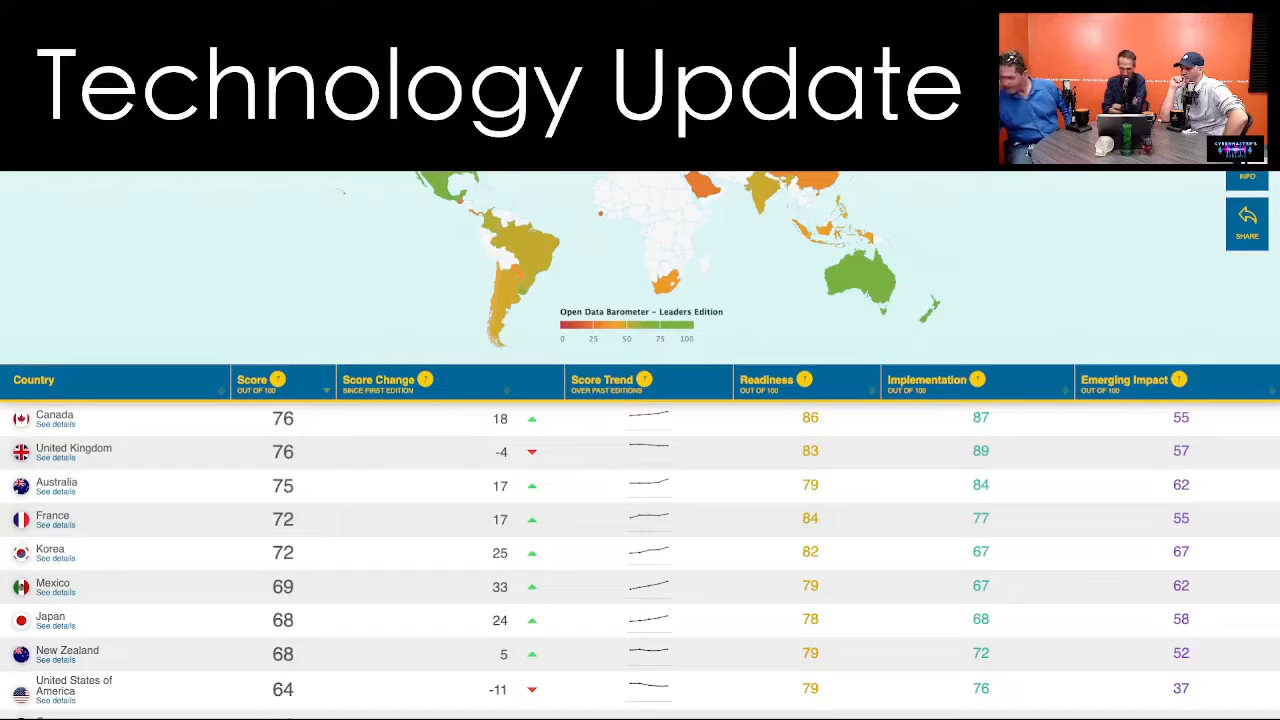 Technology Update
CYBERMASTER'S
INFO
SHARE
Open Data Barometer – Leaders Edition
0 25 50 75 100
Country Score ? Score Change ? Score Trend ? Readiness ? Implementation ? Emerging Impact ?
OUT OF 100 SINCE FIRST EDITION OVER PAST EDITIONS OUT OF 100 OUT OF 100 OUT OF 100
Canada 76 18 86 87 55
See details
United Kingdom 76 -4 83 89 57
See details
Australia 75 17 79 84 62
See details
France 72 17 84 77 55
See details
Korea 72 25 82 67 67
See details
Mexico 69 33 79 67 62
See details
Japan 68 24 78 68 58
See details
New Zealand 68 5 79 72 52
See details
United States of
America 64 -11 79 76 37
See details